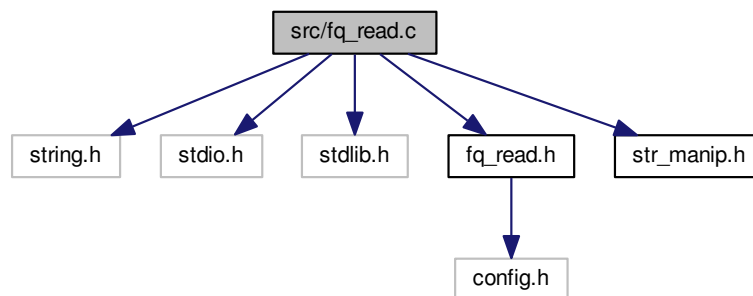 src/fq_read.c
string.h
stdio.h
stdlib.h
fq_read.h
str_manip.h
config.h